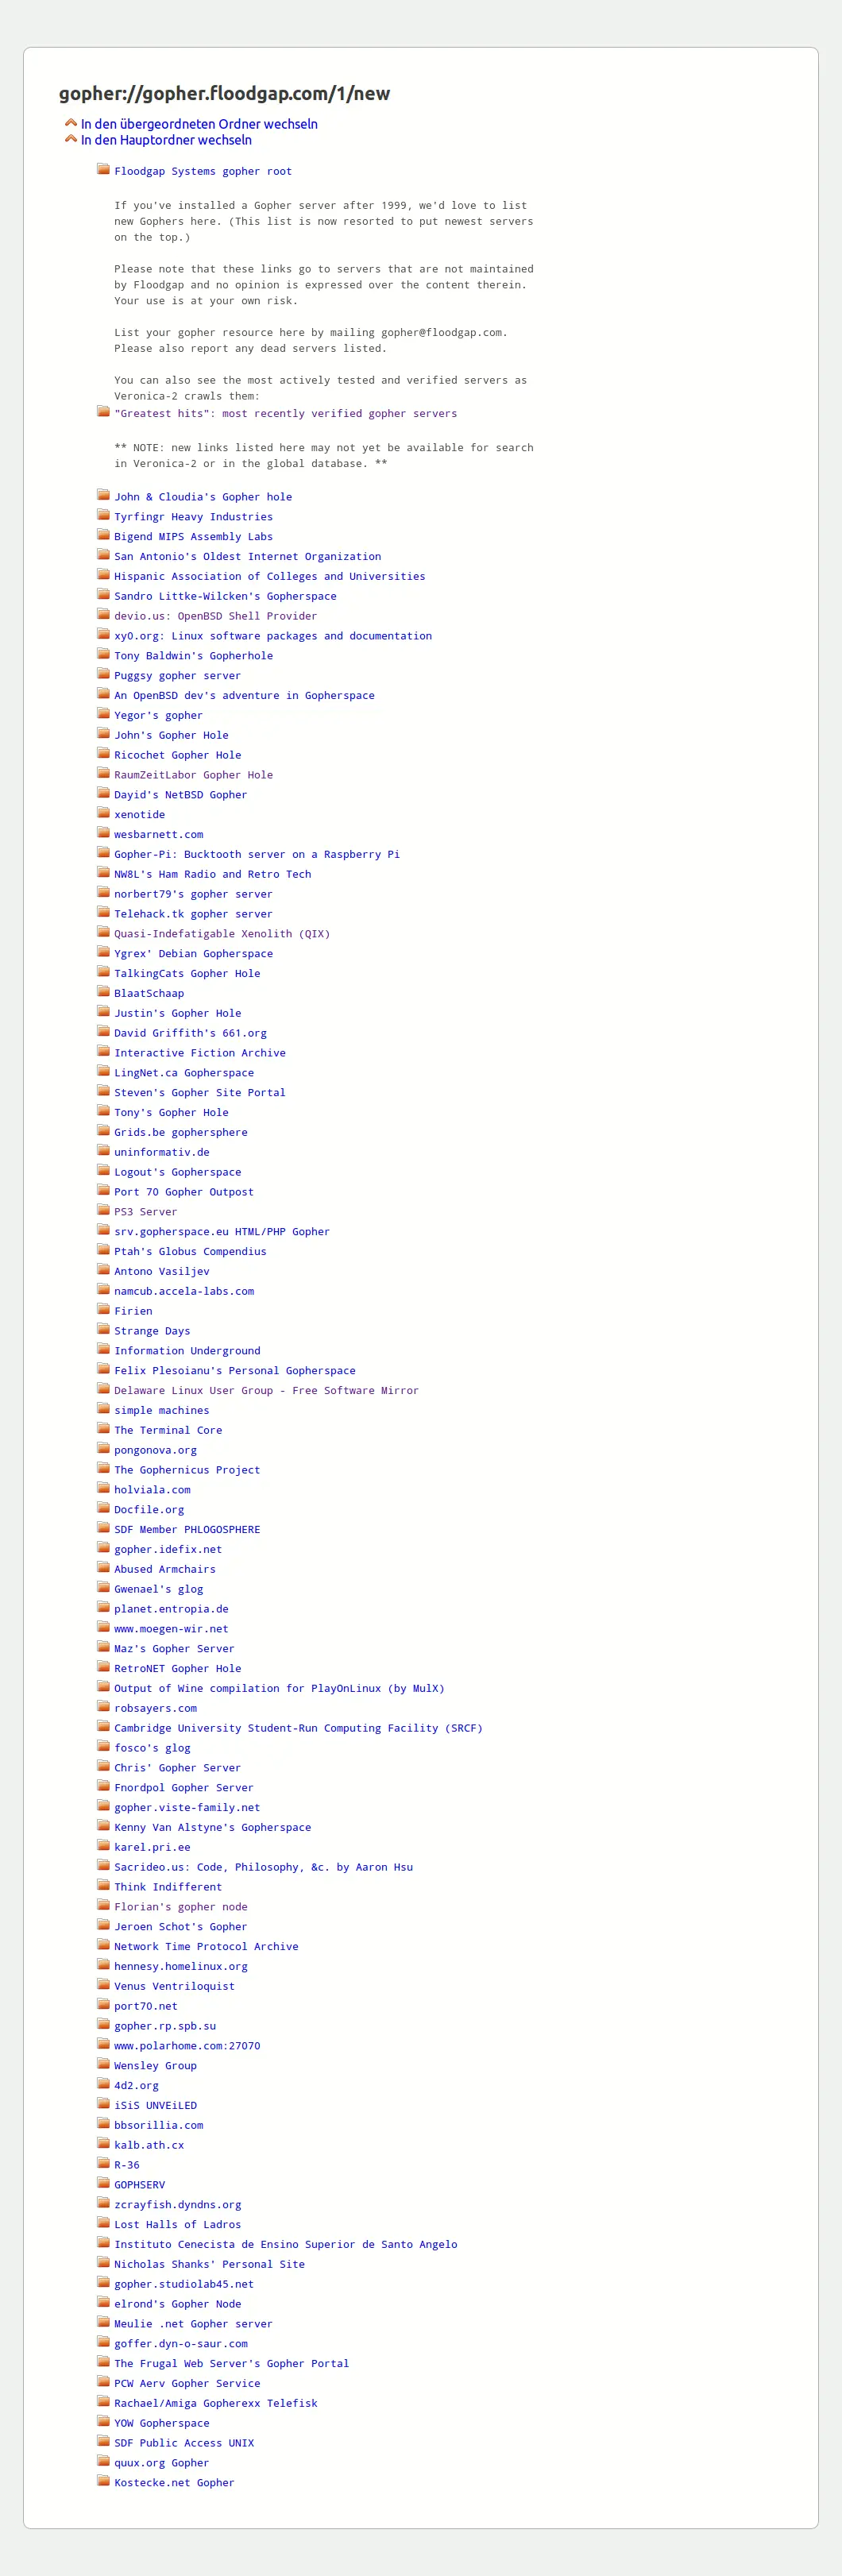 gopher://gopher.floodgap.com/1/new
In den übergeordneten Ordner wechseln
In den Hauptordner wechseln
Floodgap Systems gopher root
If you've installed a Gopher server after 1999, we'd love to list
new Gophers here. (This list is now resorted to put newest servers
on the top.)
Please note that these links go to servers that are not maintained
by Floodgap and no opinion is expressed over the content therein.
Your use is at your own risk.
List your gopher resource here by mailing gopher@floodgap.com.
Please also report any dead servers listed.
You can also see the most actively tested and verified servers as
Veronica-2 crawls them:
"Greatest hits": most recently verified gopher servers
** NOTE: new links listed here may not yet be available for search
in Veronica-2 or in the global database. **
John & Cloudia's Gopher hole
Tyrfingr Heavy Industries
Bigend MIPS Assembly Labs
San Antonio's Oldest Internet Organization
Hispanic Association of Colleges and Universities
Sandro Littke-Wilcken's Gopherspace
devio.us: OpenBSD Shell Provider
xy0.org: Linux software packages and documentation
Tony Baldwin's Gopherhole
Puggsy gopher server
An OpenBSD dev's adventure in Gopherspace
Yegor's gopher
John's Gopher Hole
Ricochet Gopher Hole
RaumZeitLabor Gopher Hole
Dayid's NetBSD Gopher
xenotide
wesbarnett.com
Gopher-Pi: Bucktooth server on a Raspberry Pi
NW8L's Ham Radio and Retro Tech
norbert79's gopher server
Telehack.tk gopher server
Quasi-Indefatigable Xenolith (QIX)
Ygrex' Debian Gopherspace
TalkingCats Gopher Hole
BlaatSchaap
Justin's Gopher Hole
David Griffith's 661.org
Interactive Fiction Archive
LingNet.ca Gopherspace
Steven's Gopher Site Portal
Tony's Gopher Hole
Grids.be gophersphere
uninformativ.de
Logout's Gopherspace
Port 70 Gopher Outpost
PS3 Server
srv.gopherspace.eu HTML/PHP Gopher
Ptah's Globus Compendius
Antono Vasiljev
namcub.accela-labs.com
Firien
Strange Days
Information Underground
Felix Plesoianu's Personal Gopherspace
Delaware Linux User Group - Free Software Mirror
simple machines
The Terminal Core
pongonova.org
The Gophernicus Project
holviala.com
Docfile.org
SDF Member PHLOGOSPHERE
gopher.idefix.net
Abused Armchairs
Gwenael's glog
planet.entropia.de
www.moegen-wir.net
Maz's Gopher Server
RetroNET Gopher Hole
Output of Wine compilation for PlayOnLinux (by MulX)
robsayers.com
Cambridge University Student-Run Computing Facility (SRCF)
fosco's glog
Chris' Gopher Server
Fnordpol Gopher Server
gopher.viste-family.net
Kenny Van Alstyne's Gopherspace
karel.pri.ee
Sacrideo.us: Code, Philosophy, &c. by Aaron Hsu
Think Indifferent
Florian's gopher node
Jeroen Schot's Gopher
Network Time Protocol Archive
hennesy.homelinux.org
Venus Ventriloquist
port70.net
gopher.rp.spb.su
www.polarhome.com:27070
Wensley Group
4d2.org
iSiS UNVEiLED
bbsorillia.com
kalb.ath.cx
R-36
GOPHSERV
zcrayfish.dyndns.org
Lost Halls of Ladros
Instituto Cenecista de Ensino Superior de Santo Angelo
Nicholas Shanks' Personal Site
gopher.studiolab45.net
elrond's Gopher Node
Meulie .net Gopher server
goffer.dyn-o-saur.com
The Frugal Web Server's Gopher Portal
PCW Aerv Gopher Service
Rachael/Amiga Gopherexx Telefisk
YOW Gopherspace
SDF Public Access UNIX
quux.org Gopher
Kostecke.net Gopher